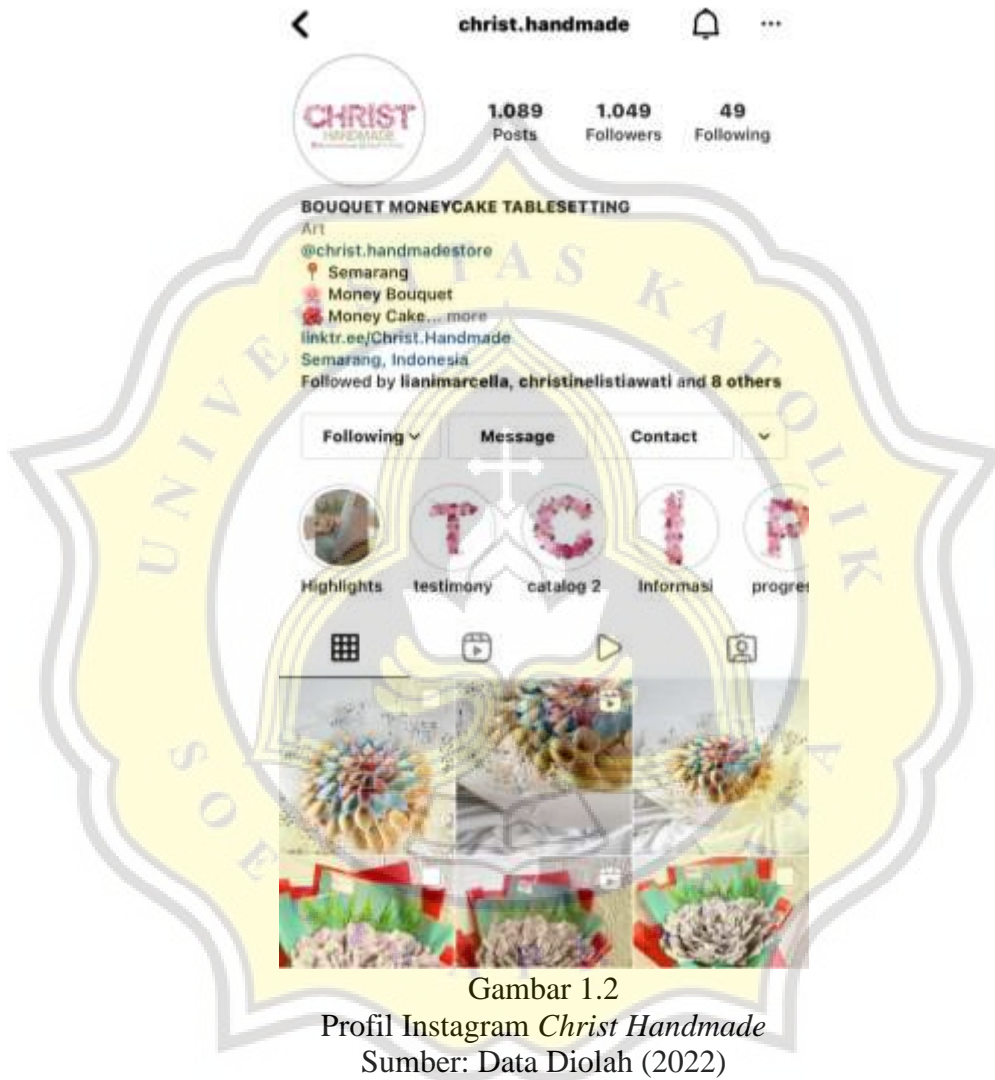 christ.handmade
CHRIST
HANDMADE
1.089 1.049 49
Posts Followers Following
BOUQUET MONEYCAKE TABLESETTING
Art
@christ.handmadestore
Semarang
Money Bouquet
Money Cake... more
linktr.ee/Christ.Handmade
Semarang, Indonesia
Followed by lianimarcella, christinelistiawati and 8 others
Following Message Contact
T C I P
Highlights testimony catalog 2 Informasi progres
UNIVERSITAS KATOLIK
Gambar 1.2
Profil Instagram Christ Handmade
Sumber: Data Diolah (2022)